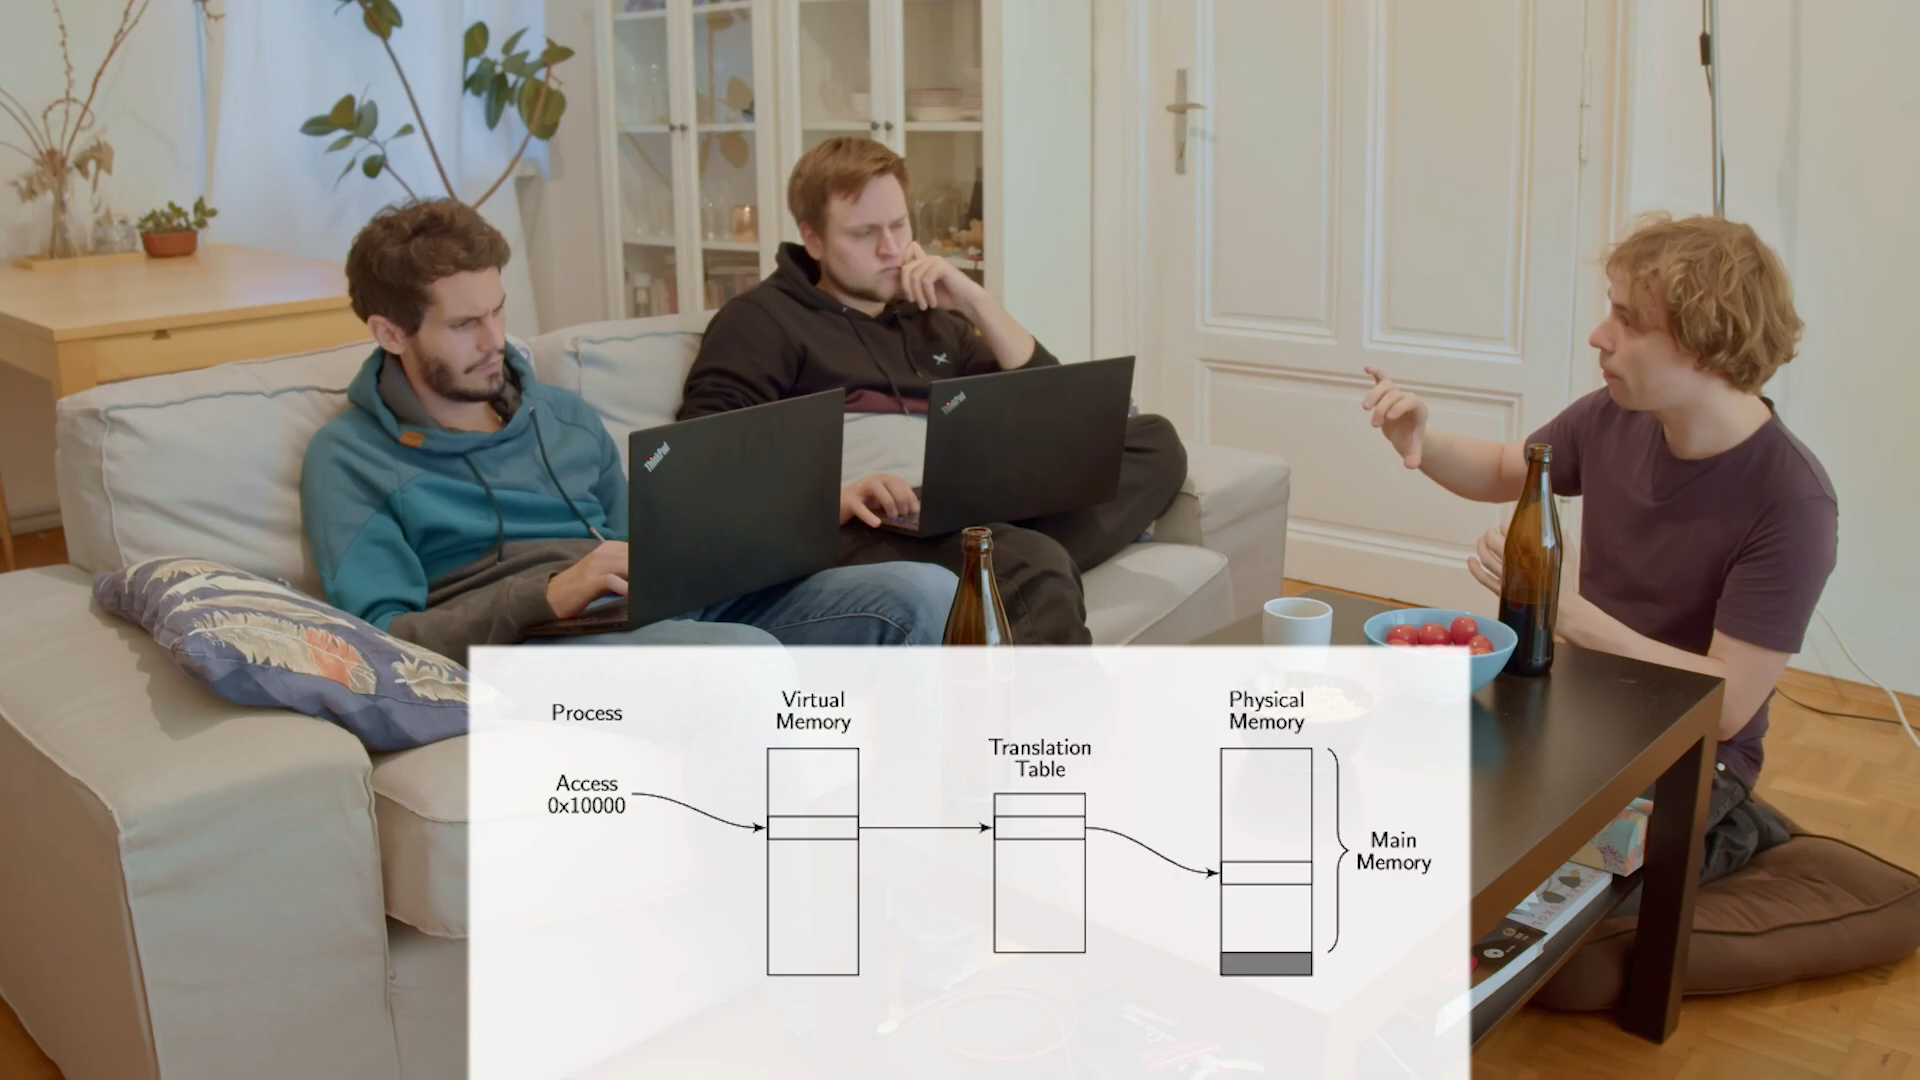 ThinkPad
ThinkPad
Process
Virtual
Memory
Physical
Memory
Translation
Table
Access
0x10000
Main
Memory